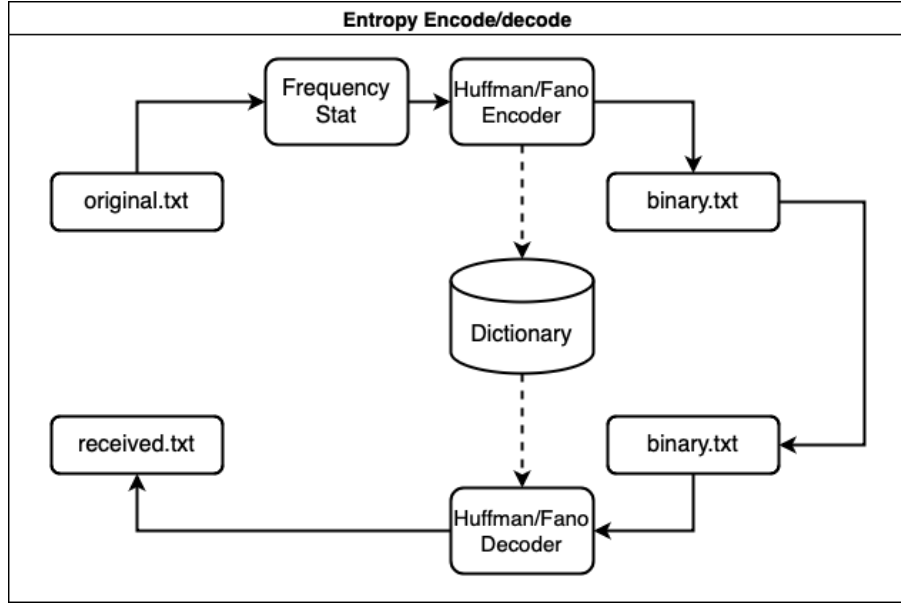 Entropy Encode/decode
Frequency
Stat
Huffman/Fano
Encoder
original.txt
binary.txt
Dictionary
received.txt
binary.txt
Huffman/Fano
Decoder